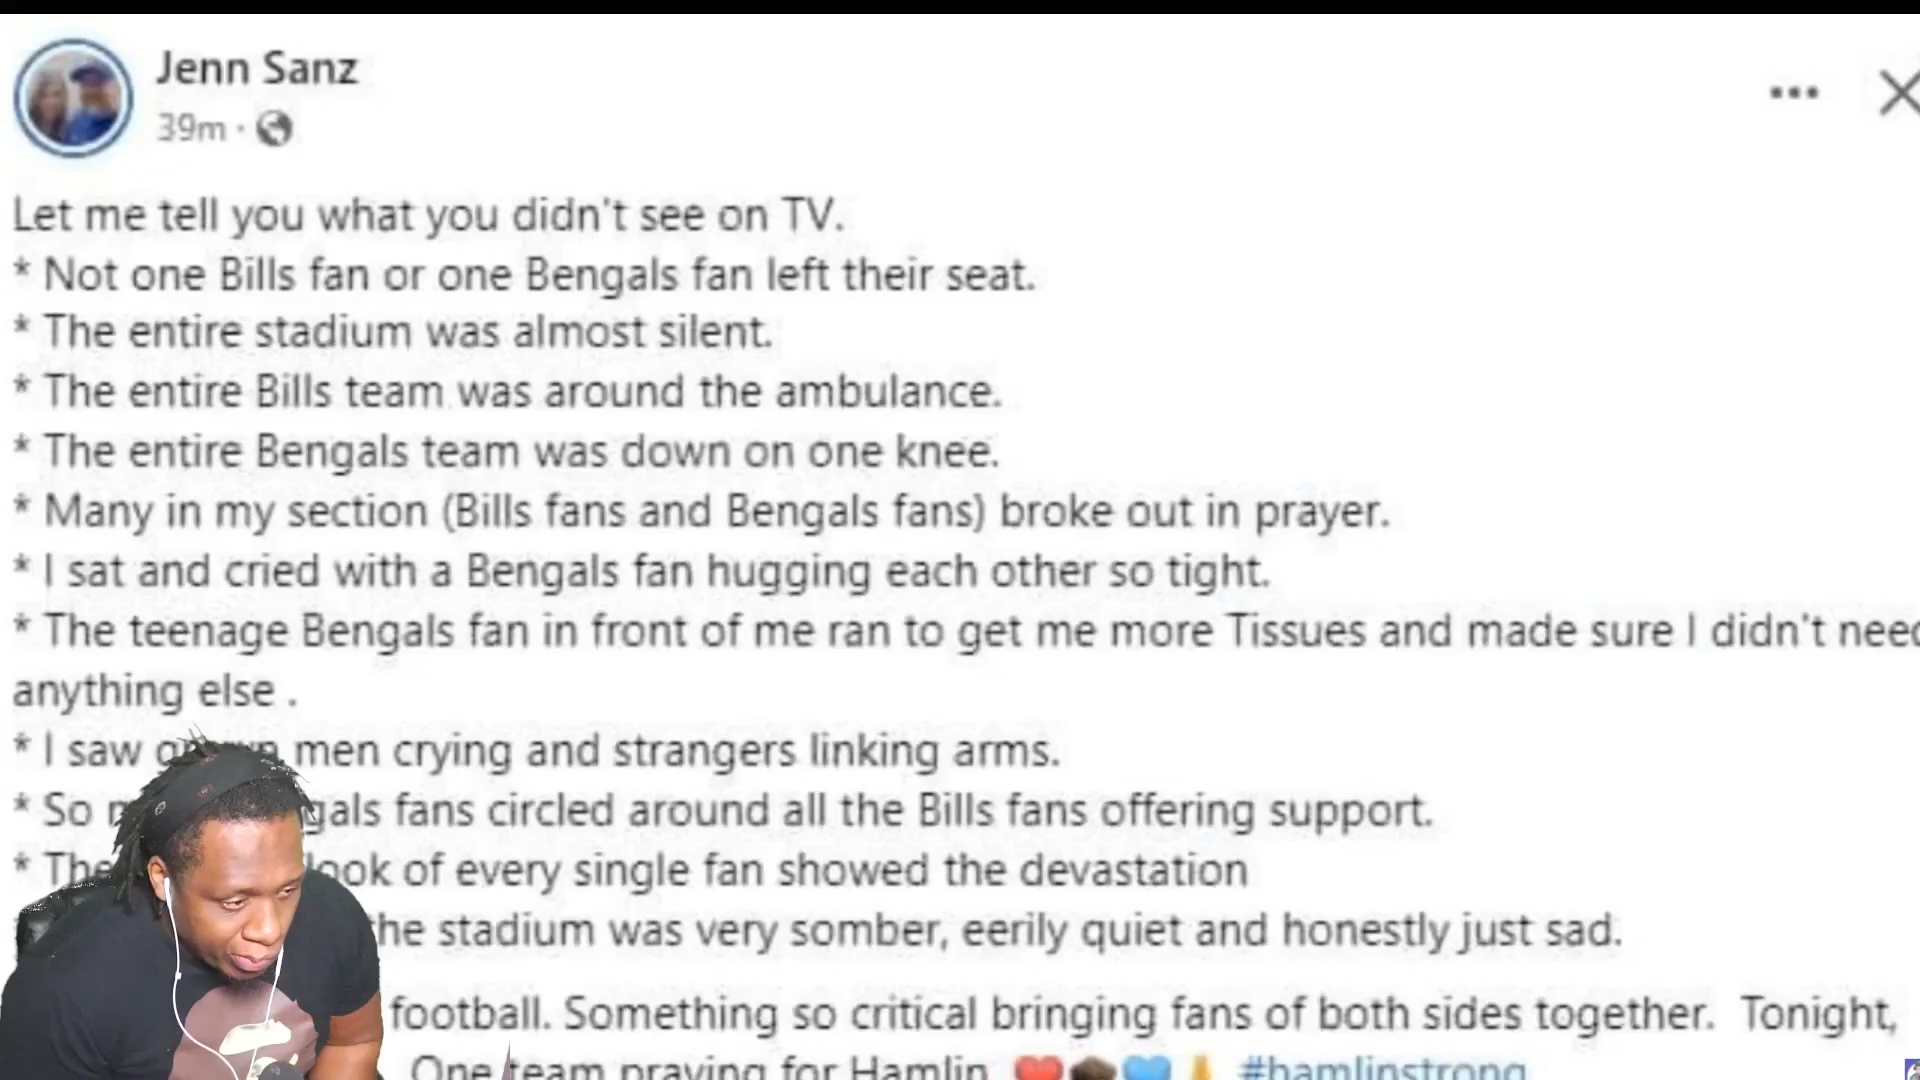 Jenn Sanz
39m ·
Let me tell you what you didn't see on TV.
* Not one Bills fan or one Bengals fan left their seat.
* The entire stadium was almost silent.
* The entire Bills team was around the ambulance.
* The entire Bengals team was down on one knee.
* Many in my section (Bills fans and Bengals fans) broke out in prayer.
* I sat and cried with a Bengals fan hugging each other so tight.
* The teenage Bengals fan in front of me ran to get me more Tissues and made sure I didn't need
anything else .
* I saw grown men crying and strangers linking arms.
* So gals fans circled around all the Bills fans offering support.
* The look of every single fan showed the devastation
the stadium was very somber, eerily quiet and honestly just sad.
football. Something so critical bringing fans of both sides together. Tonight,
One team praying for Hamlin #hamlinstrong